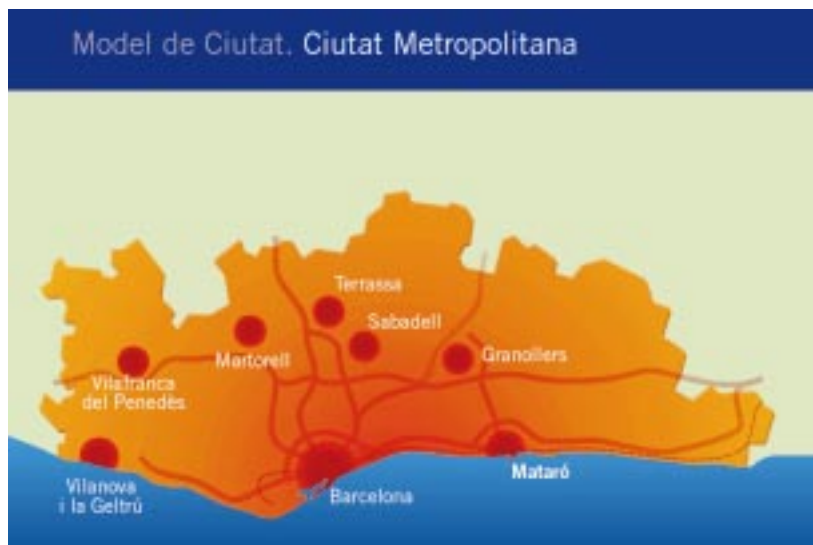 Model de Ciutat. Ciutat Metropolitana
Terrassa
Sabadell
Martorell
Granollers
Vilafranca
del Penedès
Mataró
Vilanova
i la Geltrú
Barcelona